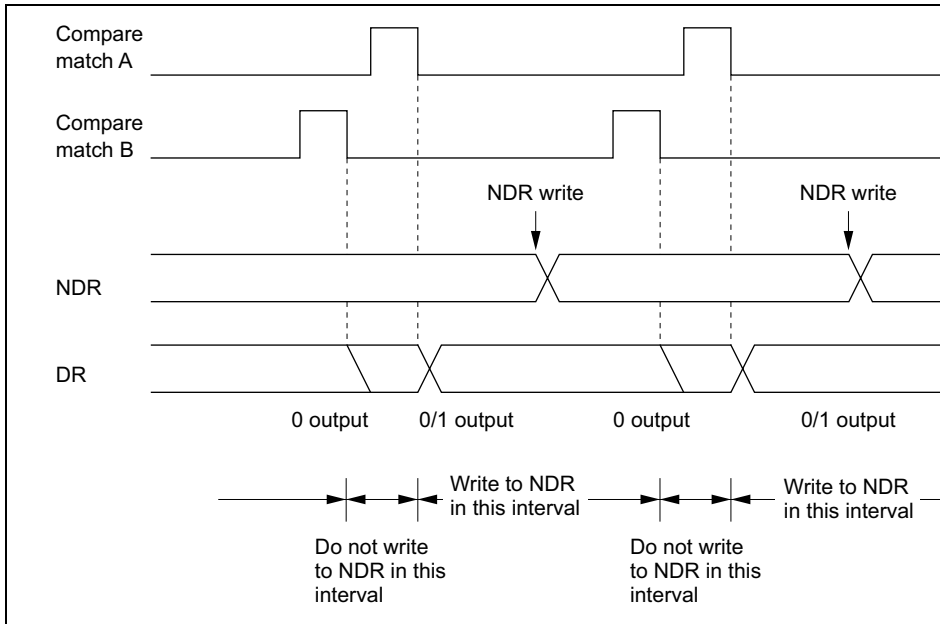 Compare
match A
Compare
match B
NDR write
NDR write
NDR
DR
0 output
0/1 output
0 output
0/1 output
Write to NDR
in this interval
Write to NDR
in this interval
Do not write
to NDR in this
interval
Do not write
to NDR in this
interval